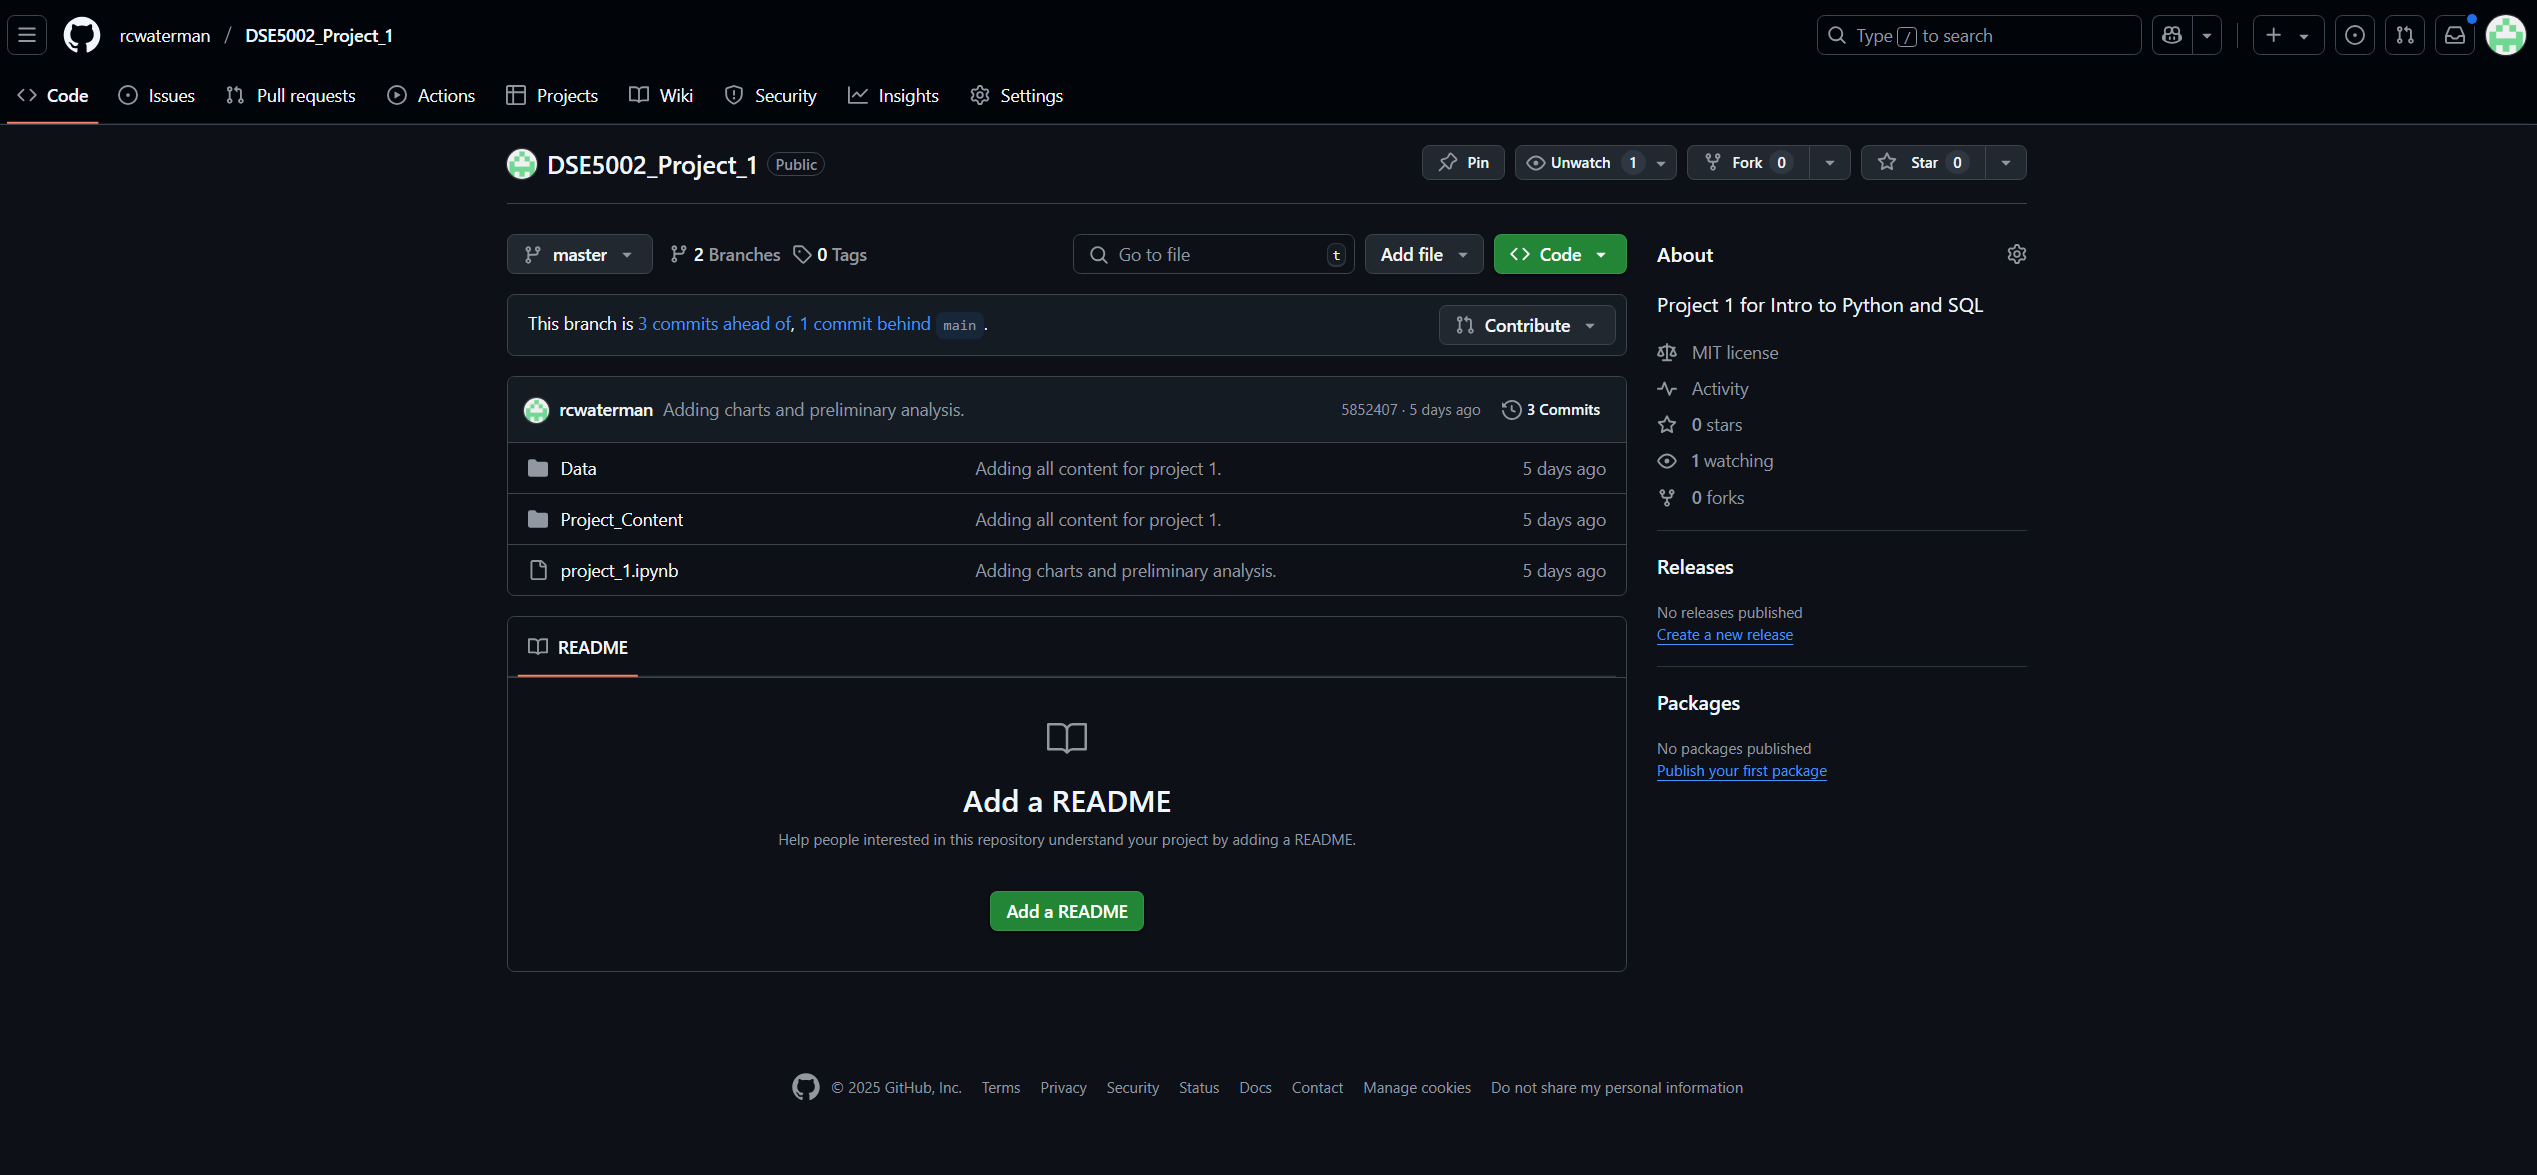 rcwaterman / DSE5002_Project_1
Type / to search
Code Issues Pull requests Actions Projects Wiki Security Insights Settings
DSE5002_Project_1 Public
Pin Unwatch 1 Fork 0 Star 0
master 2 Branches 0 Tags
Go to file t Add file Code
This branch is 3 commits ahead of, 1 commit behind main .
Contribute
rcwaterman Adding charts and preliminary analysis. 5852407 · 5 days ago 3 Commits
Data Adding all content for project 1. 5 days ago
Project_Content Adding all content for project 1. 5 days ago
project_1.ipynb Adding charts and preliminary analysis. 5 days ago
README
Add a README
Help people interested in this repository understand your project by adding a README.
Add a README
About
Project 1 for Intro to Python and SQL
MIT license
Activity
0 stars
1 watching
0 forks
Releases
No releases published
Create a new release
Packages
No packages published
Publish your first package
© 2025 GitHub, Inc. Terms Privacy Security Status Docs Contact Manage cookies Do not share my personal information